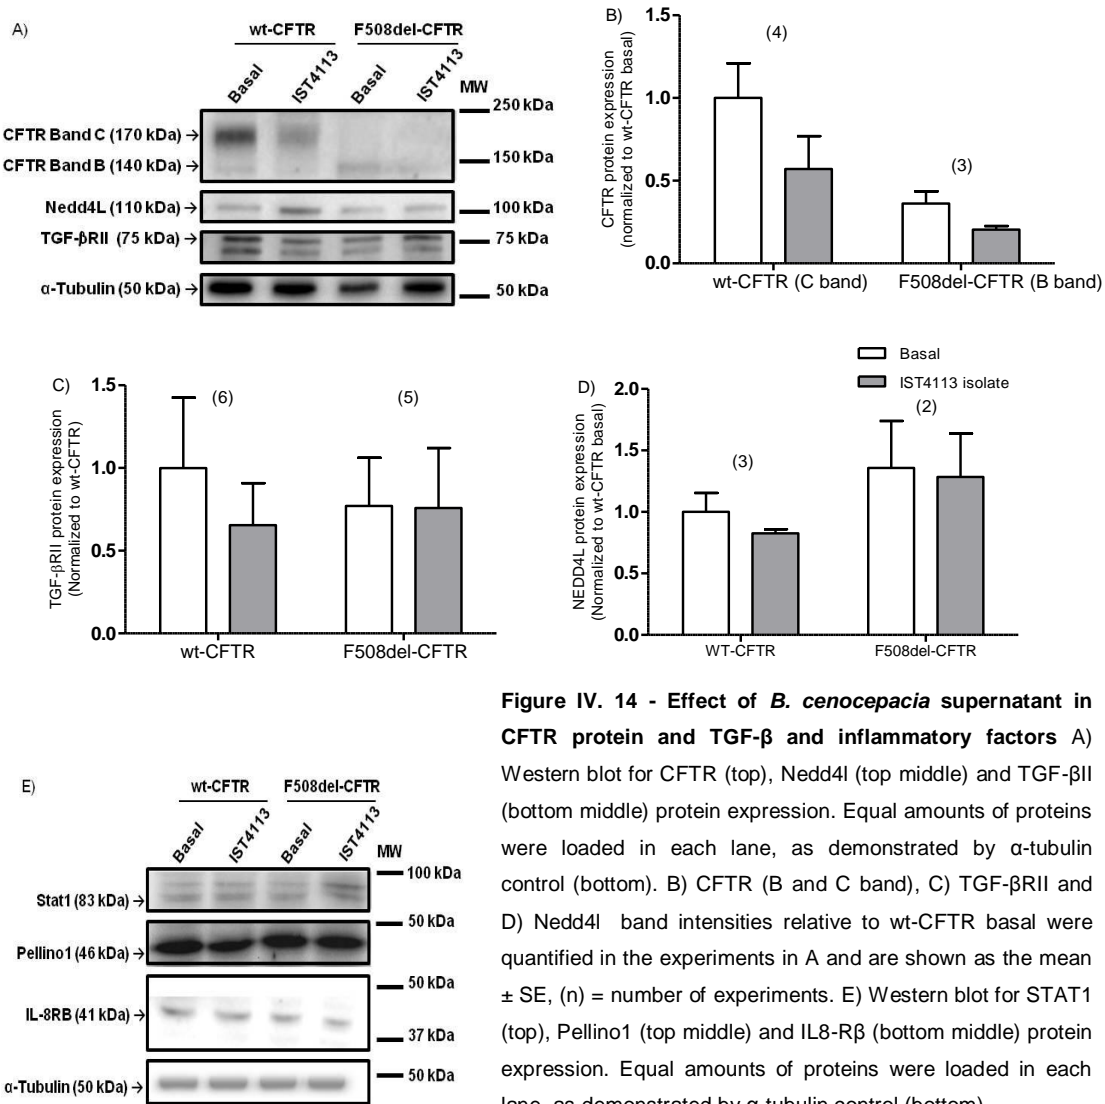 A)
wt-CFTR F508del-CFTR
Basal IST4113 Basal IST4113 MW
250 kDa
CFTR Band C (170 kDa) →
CFTR Band B (140 kDa) →
150 kDa
Nedd4L (110 kDa) →
100 kDa
TGF-βRII (75 kDa) →
75 kDa
α-Tubulin (50 kDa) →
50 kDa
B)
CFTR protein expression
(normalized to wt-CFTR basal)
1.5
1.0
0.5
0.0
(4)
(3)
wt-CFTR (C band) F508del-CFTR (B band)
C)
TGF-βRII protein expression
(Normalized to wt-CFTR)
1.5
1.0
0.5
0.0
(6)
(5)
wt-CFTR F508del-CFTR
Basal
IST4113 isolate
D)
NEDD4L protein expression
(Normalized to wt-CFTR basal)
2.0
1.5
1.0
0.5
0.0
(3)
(2)
WT-CFTR F508del-CFTR
E)
wt-CFTR F508del-CFTR
Basal IST4113 Basal IST4113 MW
100 kDa
Stat1 (83 kDa) →
50 kDa
Pellino1 (46 kDa) →
50 kDa
IL-8RB (41 kDa) →
37 kDa
50 kDa
α-Tubulin (50 kDa) →
Figure IV. 14 - Effect of B. cenocepacia supernatant in
CFTR protein and TGF-β and inflammatory factors A)
Western blot for CFTR (top), Nedd4l (top middle) and TGF-βII
(bottom middle) protein expression. Equal amounts of proteins
were loaded in each lane, as demonstrated by α-tubulin
control (bottom). B) CFTR (B and C band), C) TGF-βRII and
D) Nedd4l band intensities relative to wt-CFTR basal were
quantified in the experiments in A and are shown as the mean
± SE, (n) = number of experiments. E) Western blot for STAT1
(top), Pellino1 (top middle) and IL8-Rβ (bottom middle) protein
expression. Equal amounts of proteins were loaded in each
lane, as demonstrated by α-tubulin control (bottom)